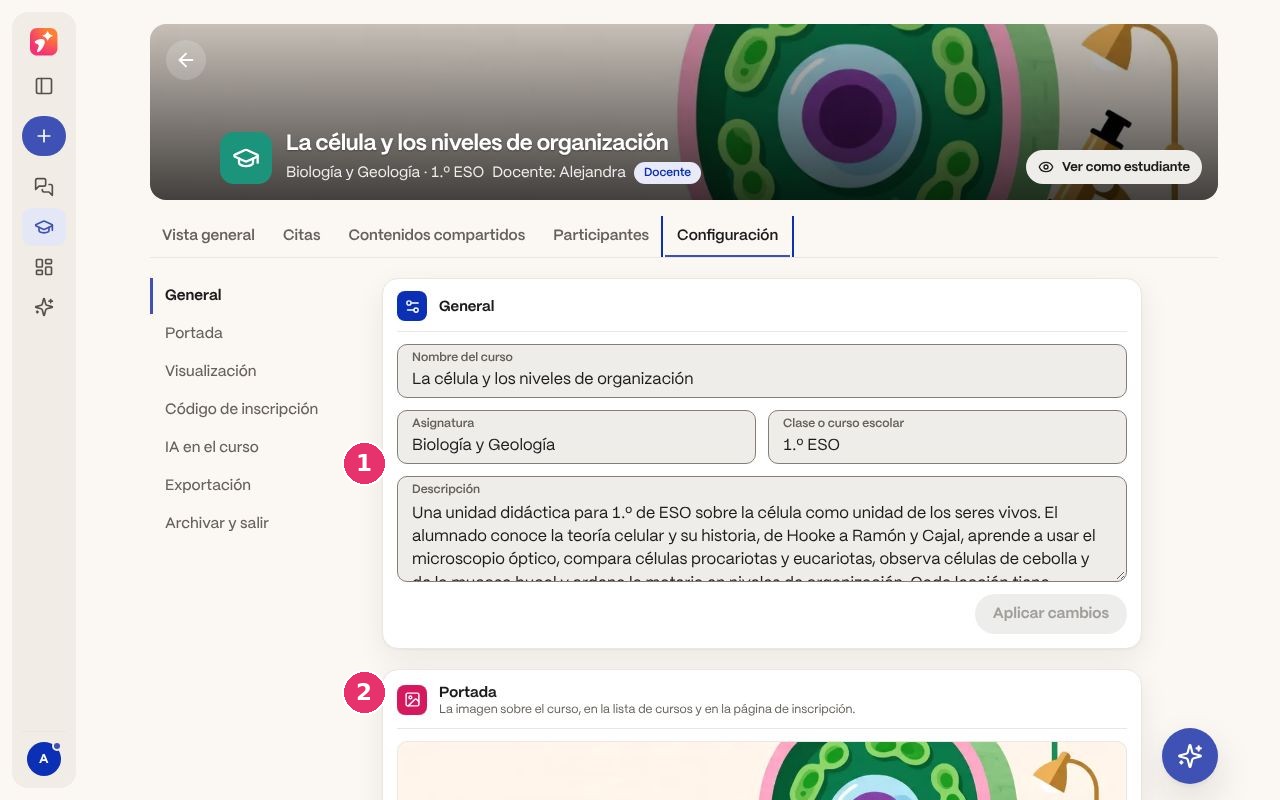 La célula y los niveles de organización
Biología y Geología · 1.º ESO Docente: Alejandra Docente
Ver como estudiante
Vista general
Citas
Contenidos compartidos
Participantes
Configuración
General
Portada
Visualización
Código de inscripción
IA en el curso
Exportación
Archivar y salir
General
Nombre del curso
La célula y los niveles de organización
Asignatura
Biología y Geología
Clase o curso escolar
1.º ESO
1
Descripción
Una unidad didáctica para 1.º de ESO sobre la célula como unidad de los seres vivos. El
alumnado conoce la teoría celular y su historia, de Hooke a Ramón y Cajal, aprende a usar el
microscopio óptico, compara células procariotas y eucariotas, observa células de cebolla y
Aplicar cambios
2
Portada
La imagen sobre el curso, en la lista de cursos y en la página de inscripción.
A